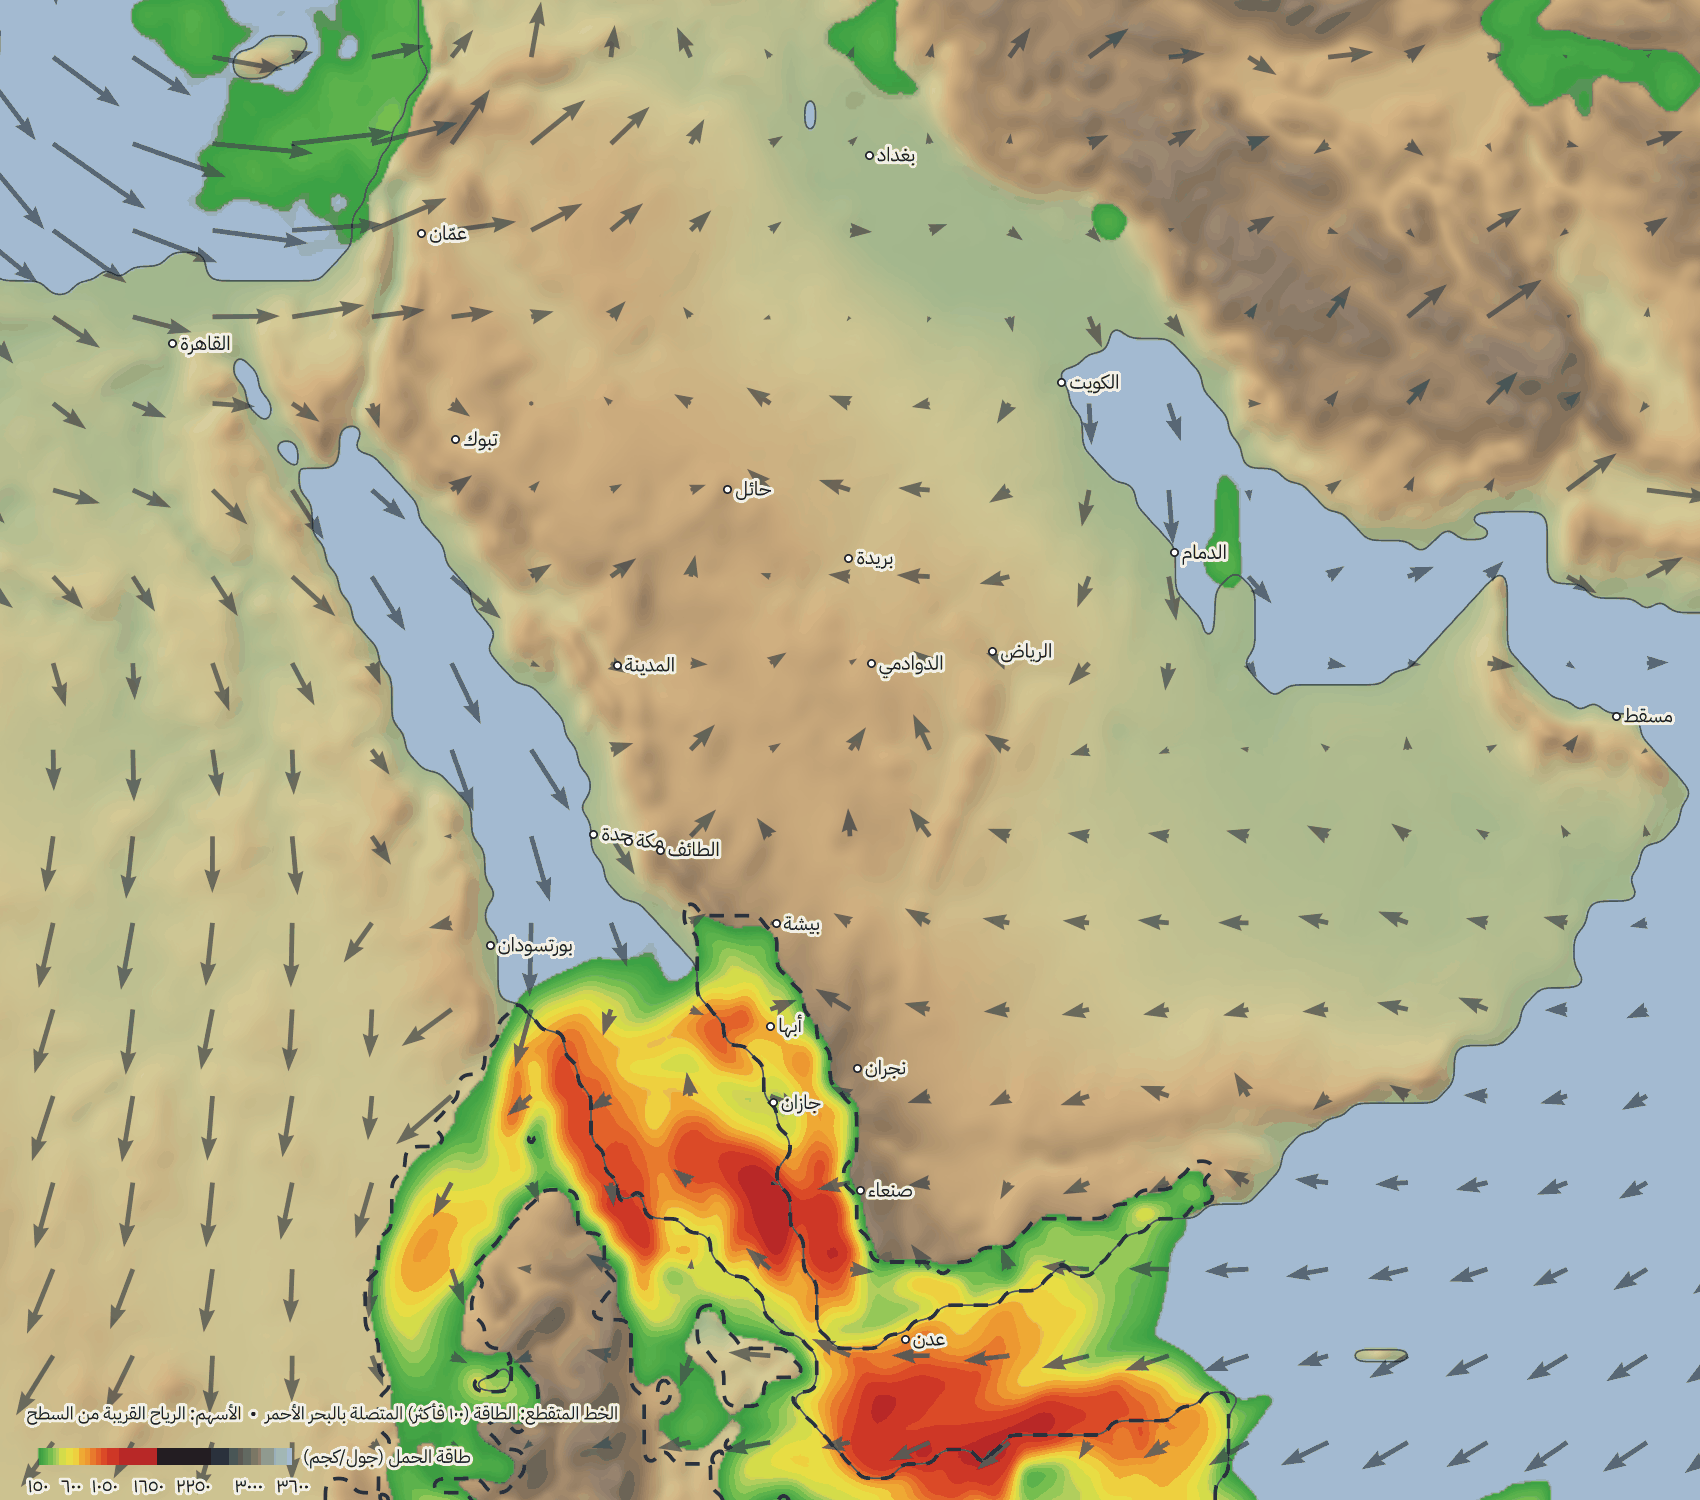 بغداد
عمّان
القاهرة
الكويت
تبوك
حائل
الدمام
بريدة
الرياض
الدوادمي
المدينة
مسقط
جدة
مكة
الطائف
بيشة
بورتسودان
أبها
نجران
جازان
صنعاء
عدن
الخط المتقطع: الطاقة (١٠٠ فأكثر) المتصلة بالبحر الأحمر • الأسهم: الرياح القريبة من السطح
طاقة الحمل (جول/كجم)
١٥٠ ٦٠٠ ١٠٥٠ ١٦٥٠ ٢٢٥٠ ٣٠٠٠ ٣٦٠٠